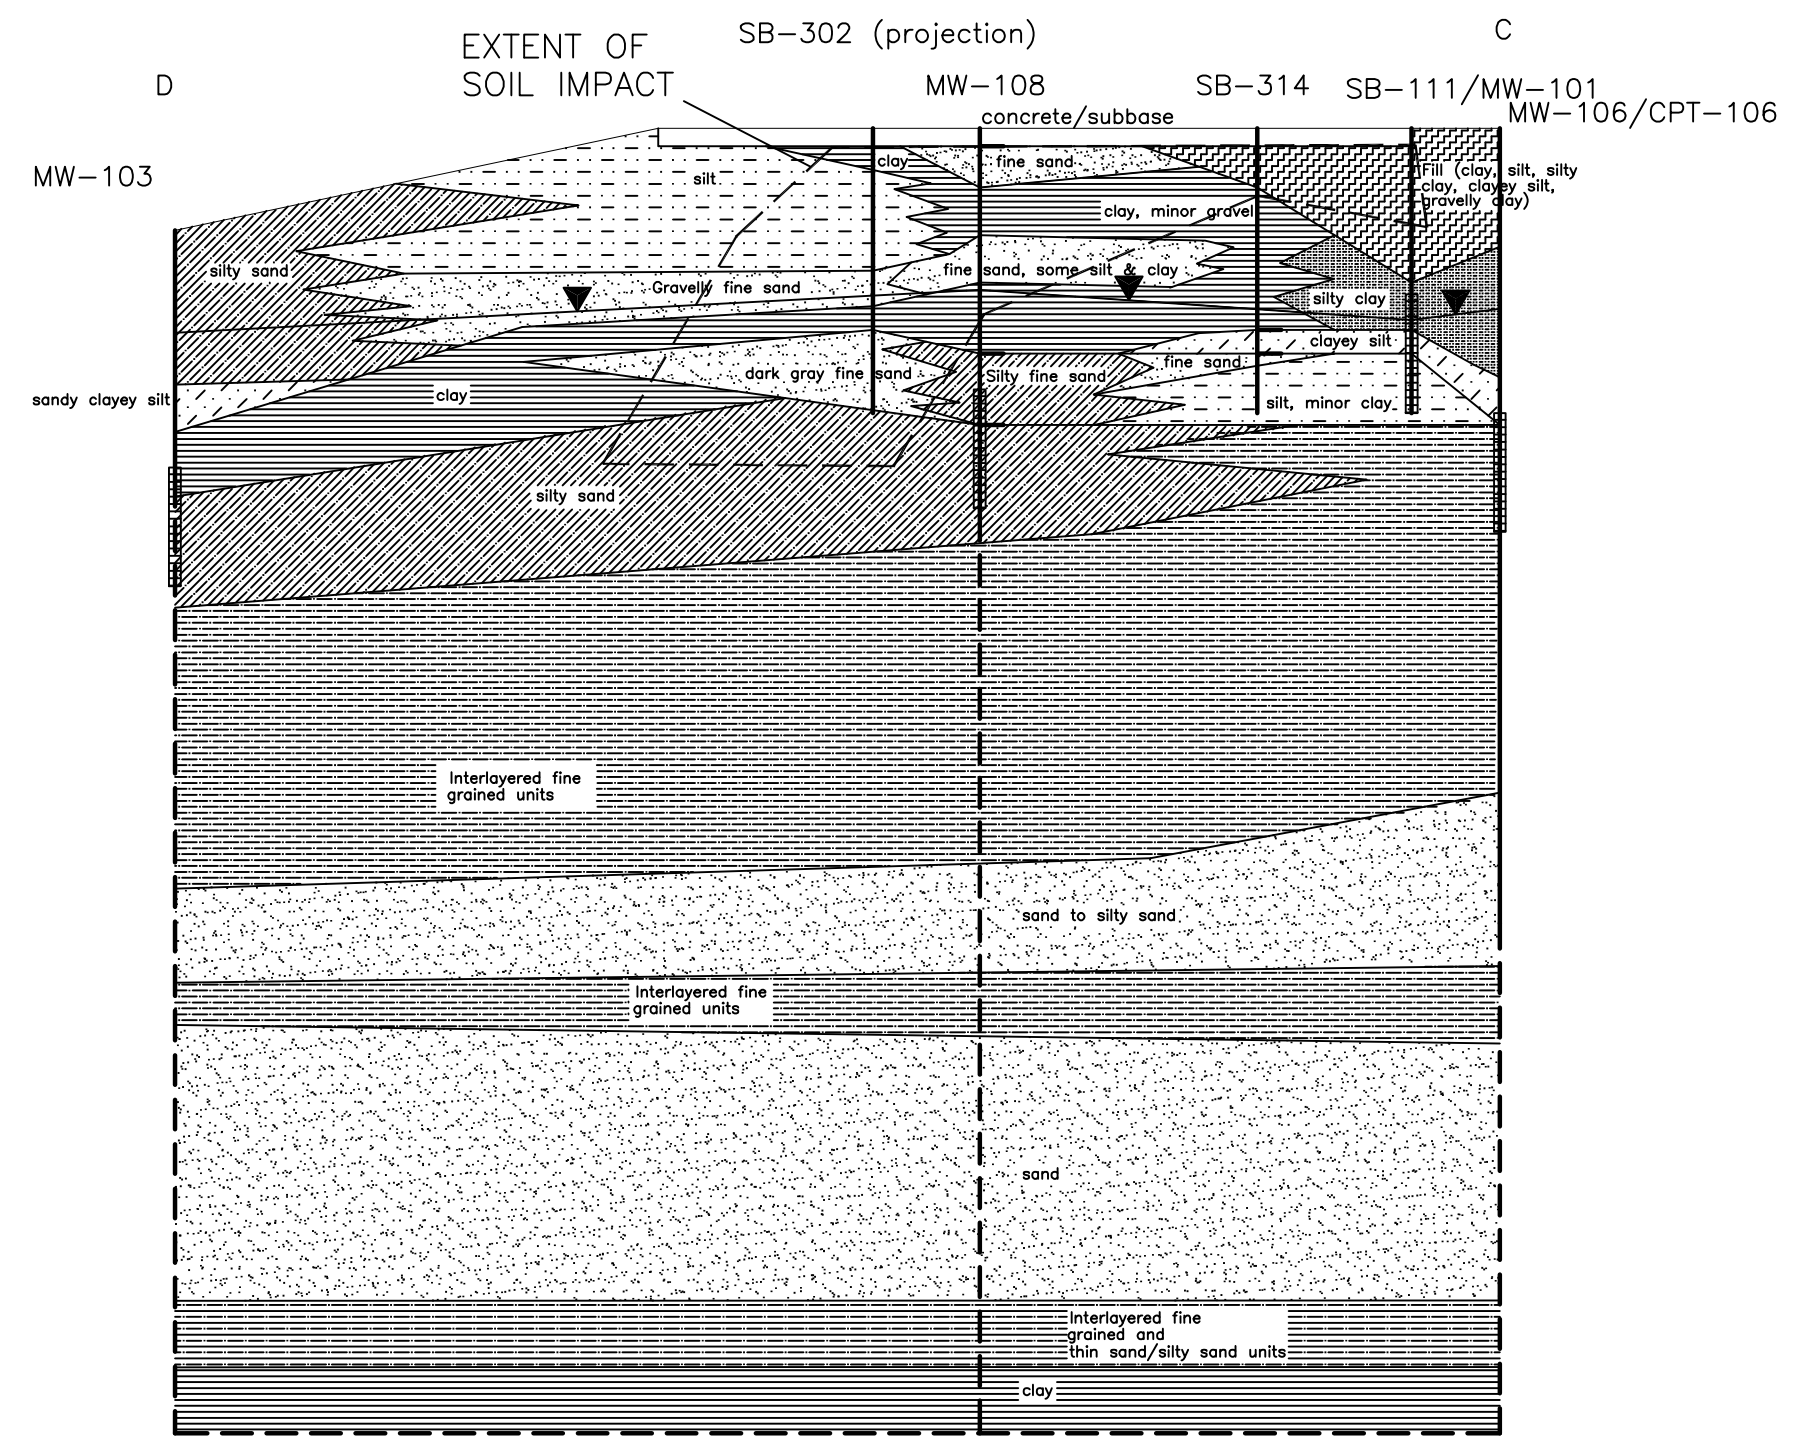 C
SB-302 (projection)
EXTENT OF
SOIL IMPACT
D
MW-108
SB-314
SB-111/MW-101
MW-106/CPT-106
concrete/subbase
MW-103
clay
fine sand
silt
Fill (clay, silt, silty
clay, clayey silt,
gravelly clay)
clay, minor gravel
silty sand
fine sand, some silt & clay
Gravelly fine sand
silty clay
clayey silt
fine sand
dark gray fine sand
Silty fine sand
sandy clayey silt
clay
silt, minor clay
silty sand
Interlayered fine
grained units
sand to silty sand
Interlayered fine
grained units
sand
Interlayered fine
grained and
thin sand/silty sand units
clay